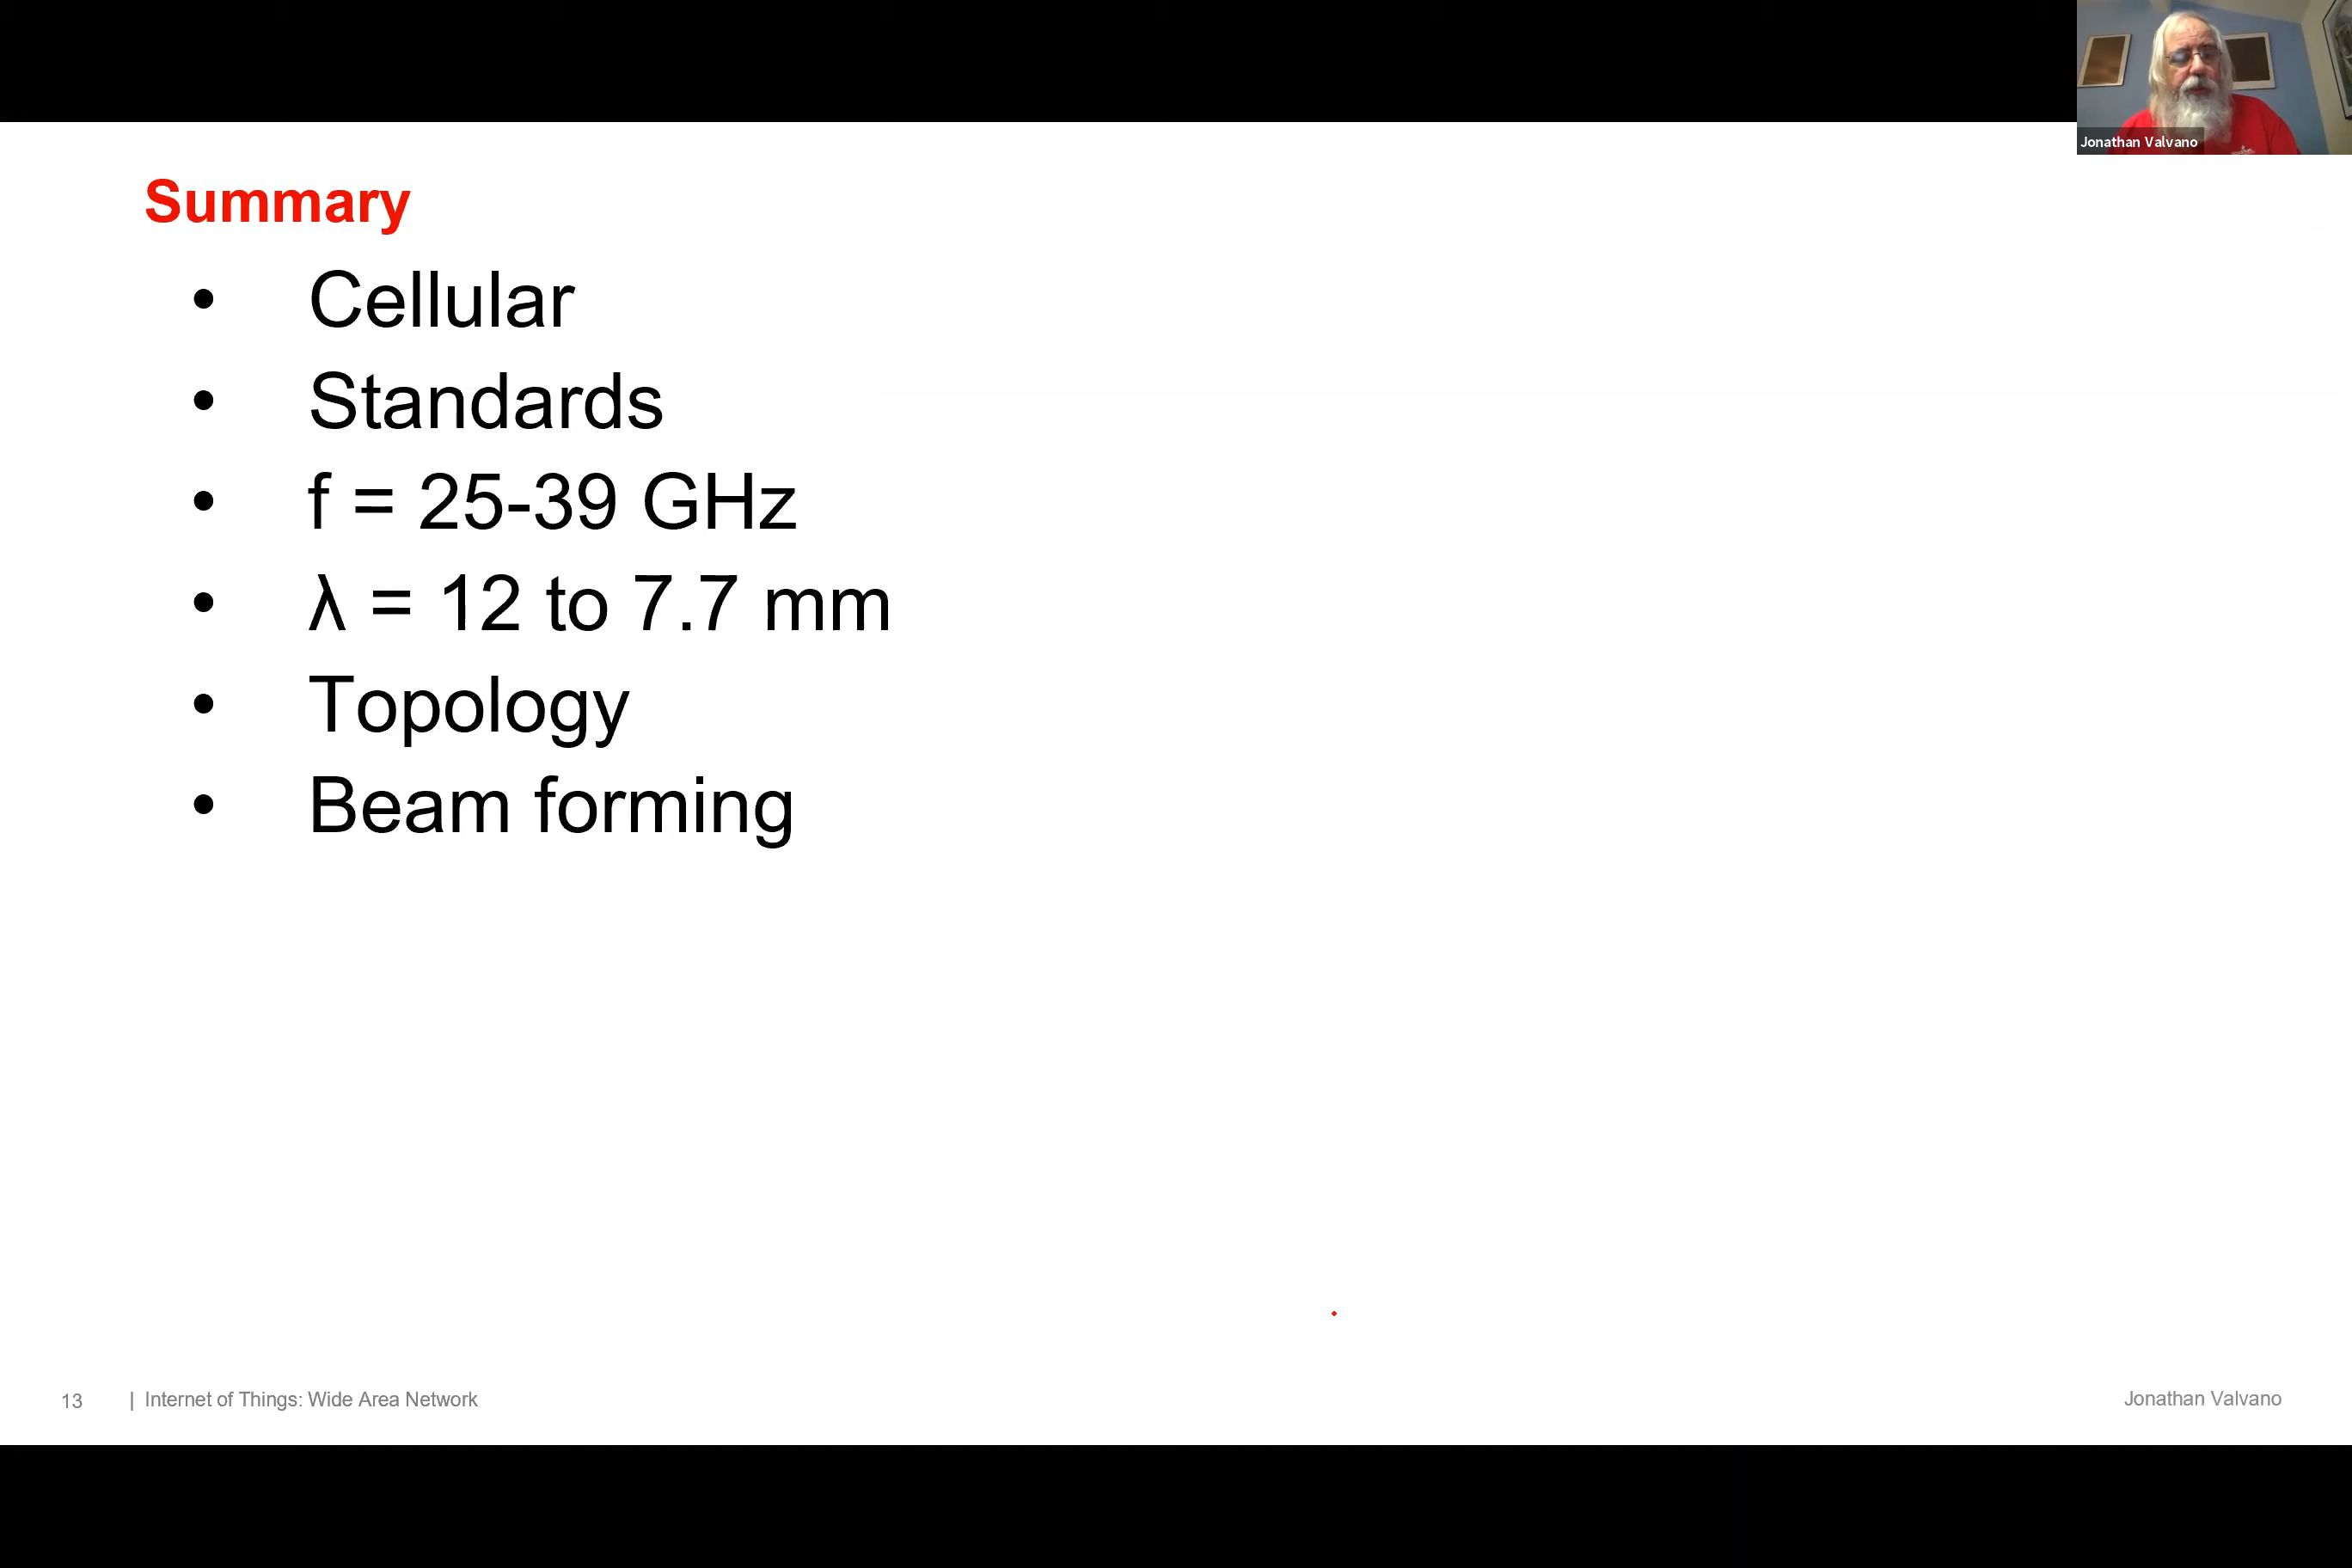 Jonathan Valvano
Summary
• Cellular
• Standards
• f = 25-39 GHz
• λ = 12 to 7.7 mm
• Topology
• Beam forming
13 | Internet of Things: Wide Area Network
Jonathan Valvano